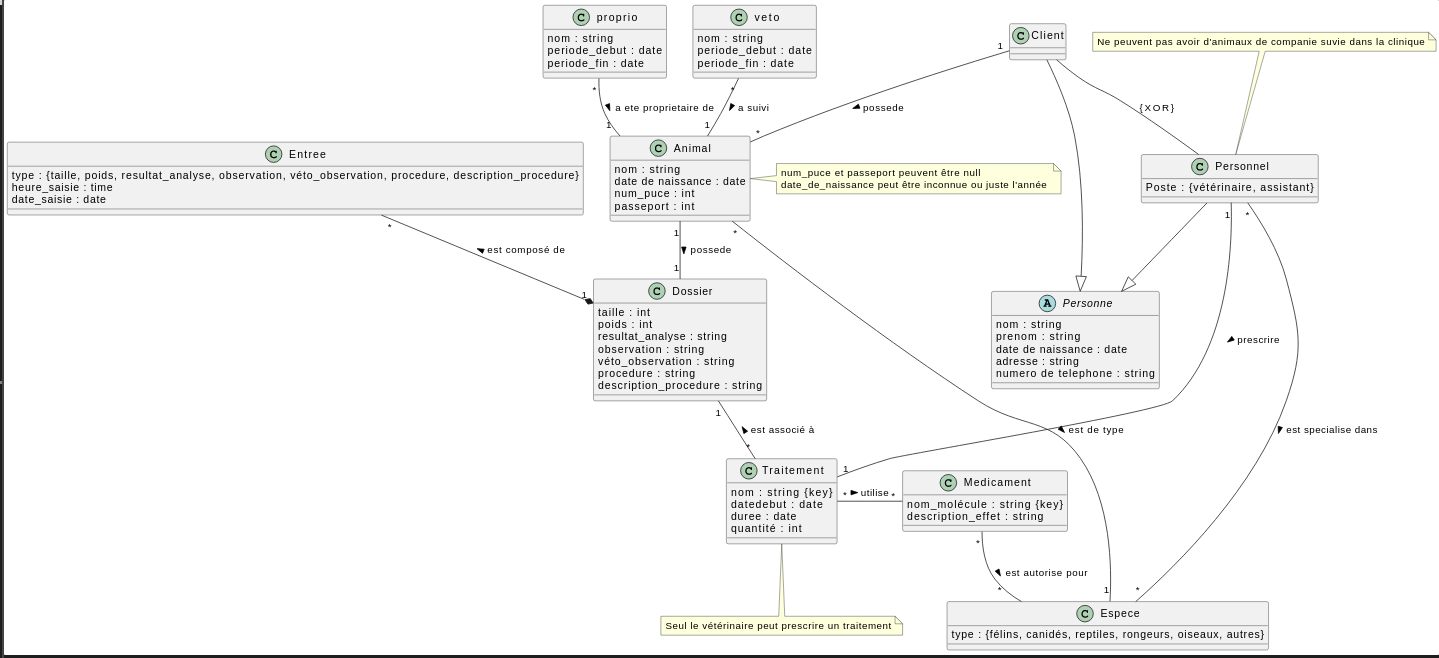 C proprio
nom : string
periode_debut : date
periode_fin : date
C veto
nom : string
periode_debut : date
periode_fin : date
C Client
Ne peuvent pas avoir d'animaux de companie suvie dans la clinique
1
*
*
a ete proprietaire de
a suivi
possede
{XOR}
1
1
*
C Entree
type : {taille, poids, resultat_analyse, observation, véto_observation, procedure, description_procedure}
heure_saisie : time
date_saisie : date
C Animal
nom : string
date de naissance : date
num_puce : int
passeport : int
num_puce et passeport peuvent être null
date_de_naissance peut être inconnue ou juste l'année
C Personnel
Poste : {vétérinaire, assistant}
*
1
*
1
*
est composé de
possede
1
1
C Dossier
taille : int
poids : int
resultat_analyse : string
observation : string
véto_observation : string
procedure : string
description_procedure : string
A Personne
nom : string
prenom : string
date de naissance : date
adresse : string
numero de telephone : string
prescrire
1
est associé à
est de type
est specialise dans
*
1
C Traitement
nom : string {key}
datedebut : date
duree : date
quantité : int
* utilise *
C Medicament
nom_molécule : string {key}
description_effet : string
*
est autorise pour
*
1
*
Seul le vétérinaire peut prescrire un traitement
C Espece
type : {félins, canidés, reptiles, rongeurs, oiseaux, autres}